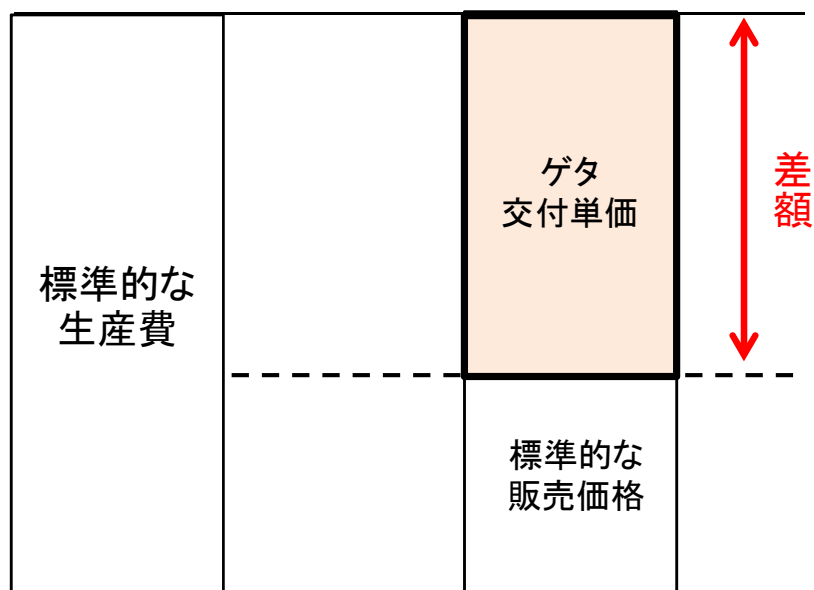 標準的な
生産費
ゲタ
交付単価
標準的な
販売価格
差額